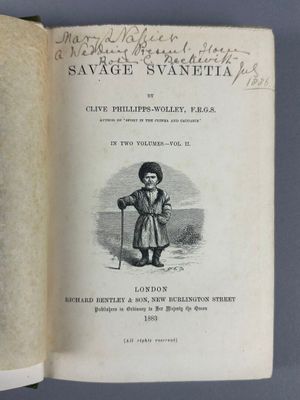 Mary L Napier
A Wedding Present from
Robt C Beckwith
July
1886
SAVAGE SVANETIA
BY
CLIVE PHILLIPPS-WOLLEY, F.R.G.S.
AUTHOR OF "SPORT IN THE CRIMEA AND CAUCASUS"
IN TWO VOLUMES.—VOL II.
LONDON
RICHARD BENTLEY & SON, NEW BURLINGTON STREET
Publishers in Ordinary to Her Majesty the Queen
1883
[All rights reserved]